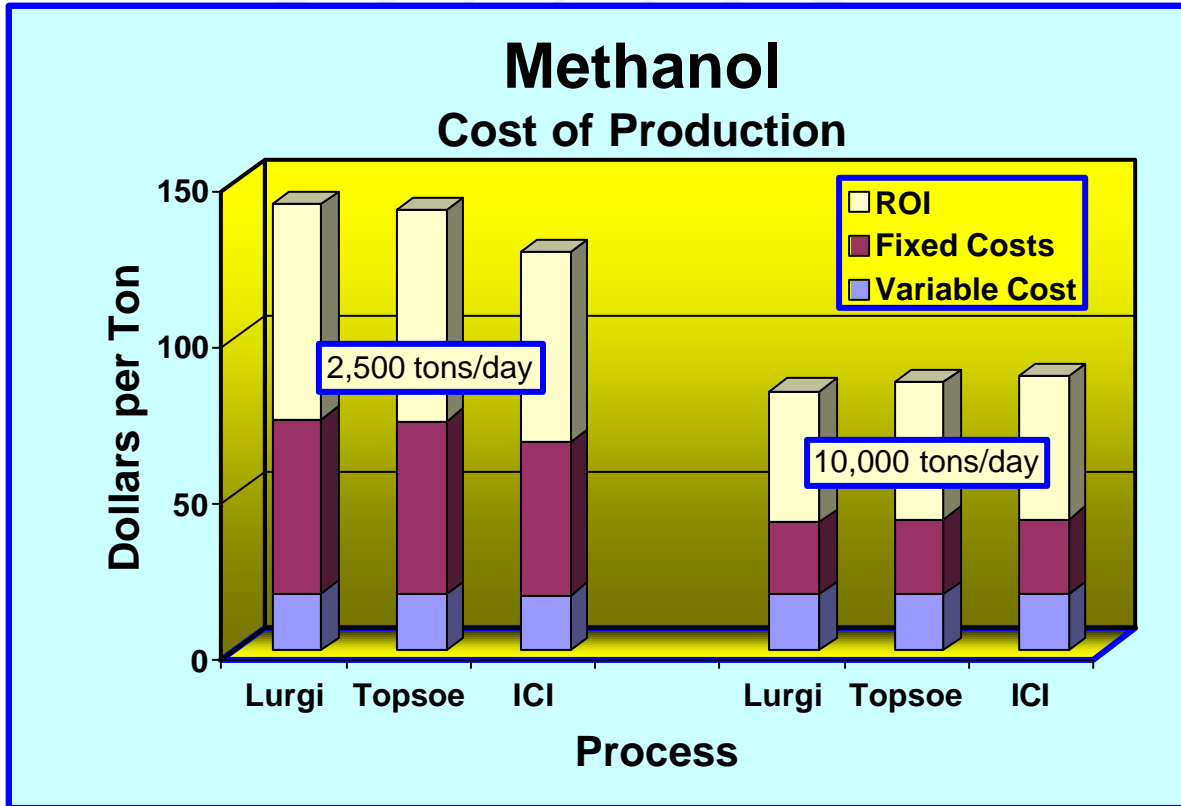 Methanol
Cost of Production
150
100
50
0
Dollars per Ton
ROI
Fixed Costs
Variable Cost
2,500 tons/day
10,000 tons/day
Lurgi Topsoe ICI Lurgi Topsoe ICI
Process